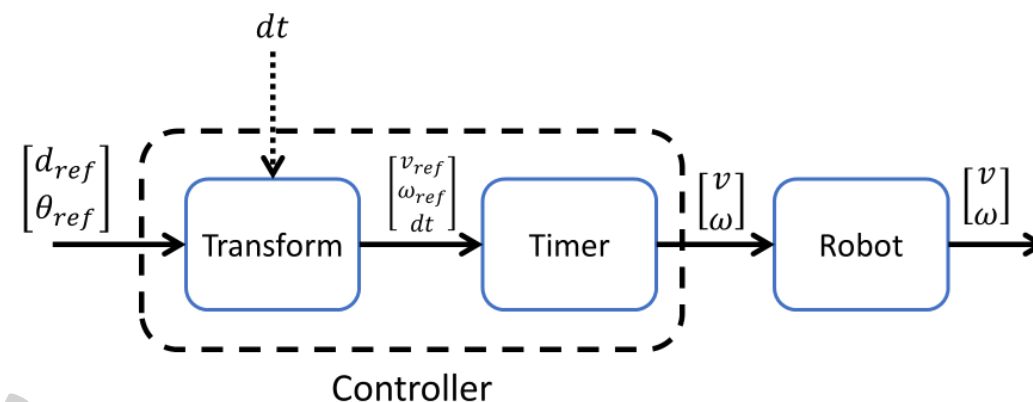 dt
[d_ref
θ_ref]
[v_ref
ω_ref
dt]
[v
ω]
[v
ω]
Transform
Timer
Robot
Controller